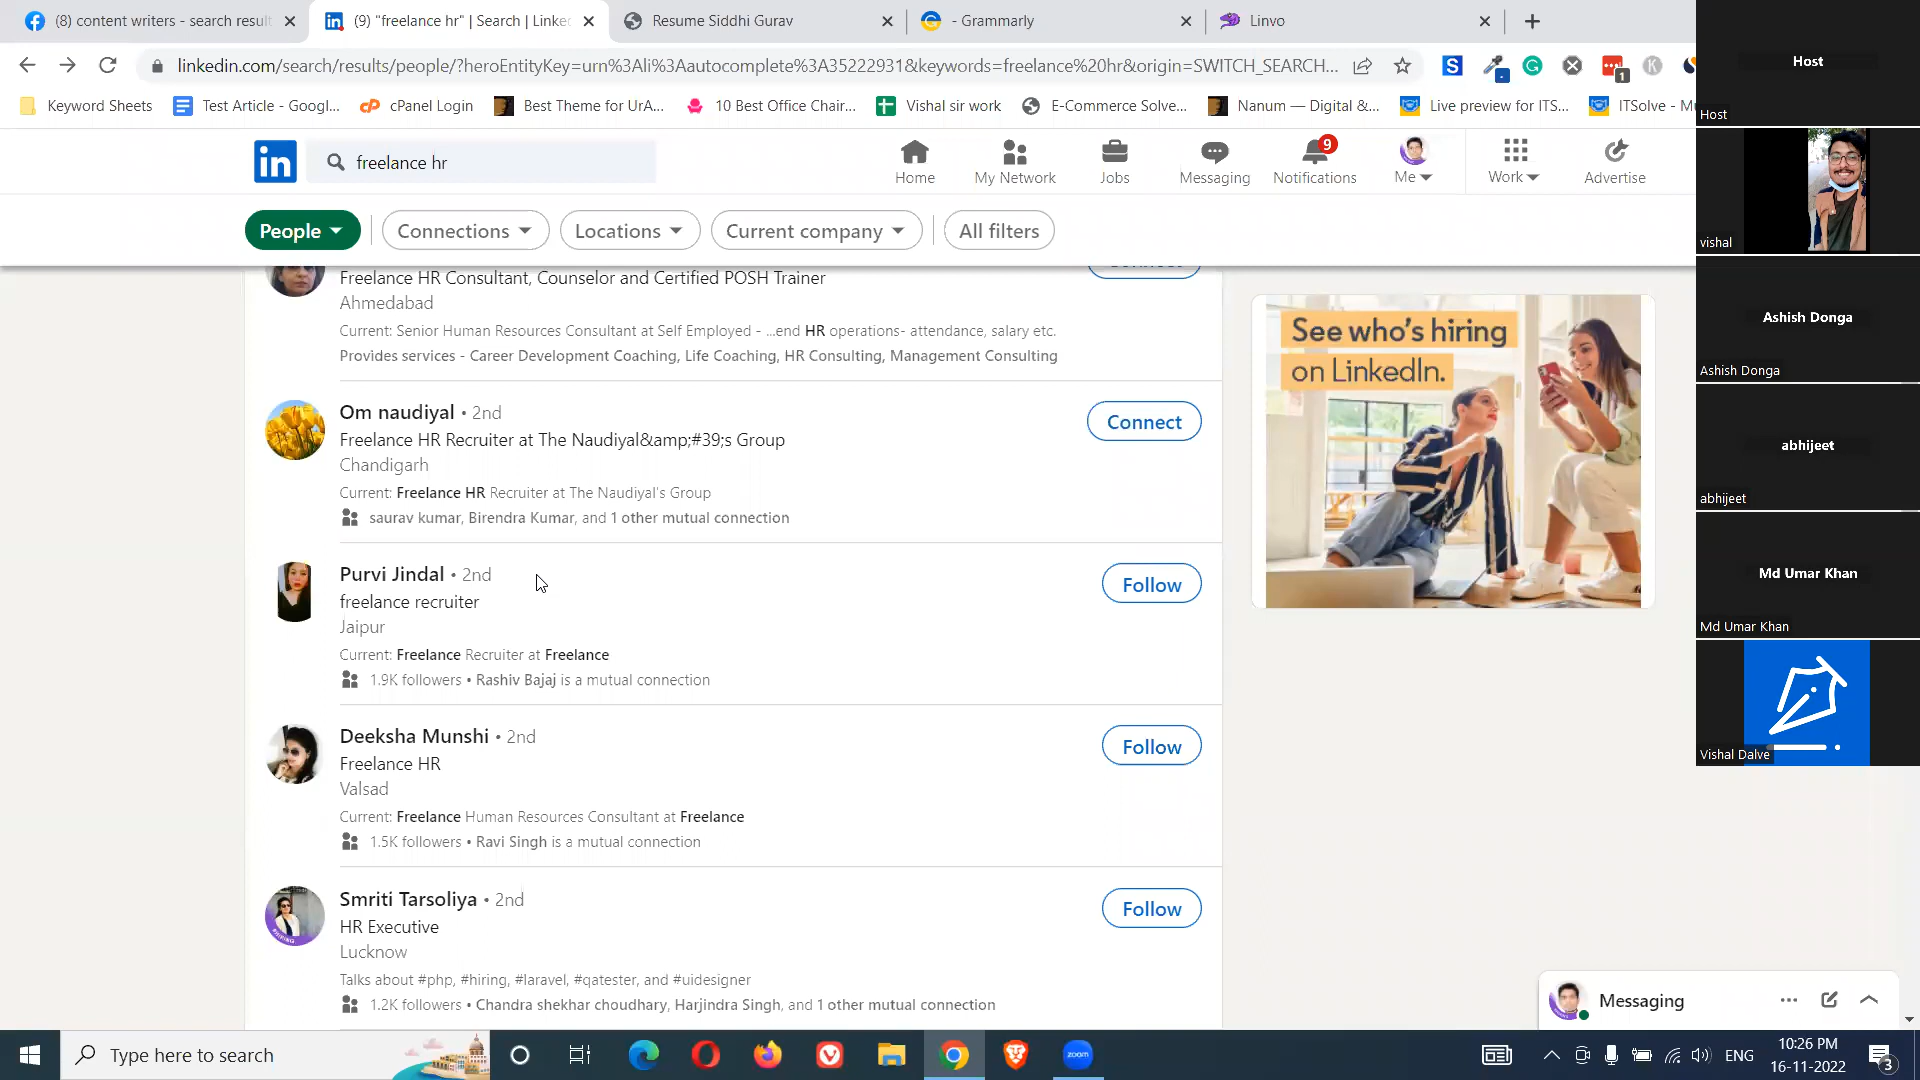 (8) content writers - search result
(9) "freelance hr" | Search | Linke
Resume Siddhi Gurav
- Grammarly
Linvo
linkedin.com/search/results/people/?heroEntityKey=urn%3Ali%3Aautocomplete%3A35222931&keywords=freelance%20hr&origin=SWITCH_SEARCH...
Keyword Sheets
Test Article - Googl...
cPanel Login
Best Theme for UrA...
10 Best Office Chair...
Vishal sir work
E-Commerce Solve...
Nanum — Digital &...
Live preview for ITS...
ITSolve - M
freelance hr
Home
My Network
Jobs
Messaging
9
Notifications
Me
Work
Advertise
People
Connections
Locations
Current company
All filters
Freelance HR Consultant, Counselor and Certified POSH Trainer
Ahmedabad
Current: Senior Human Resources Consultant at Self Employed - ...end HR operations- attendance, salary etc.
Provides services - Career Development Coaching, Life Coaching, HR Consulting, Management Consulting
Om naudiyal • 2nd
Connect
Freelance HR Recruiter at The Naudiyal&amp;#39;s Group
Chandigarh
Current: Freelance HR Recruiter at The Naudiyal's Group
saurav kumar, Birendra Kumar, and 1 other mutual connection
Purvi Jindal • 2nd
Follow
freelance recruiter
Jaipur
Current: Freelance Recruiter at Freelance
1.9K followers • Rashiv Bajaj is a mutual connection
Deeksha Munshi • 2nd
Follow
Freelance HR
Valsad
Current: Freelance Human Resources Consultant at Freelance
1.5K followers • Ravi Singh is a mutual connection
Smriti Tarsoliya • 2nd
Follow
HR Executive
Lucknow
Talks about #php, #hiring, #laravel, #qatester, and #uidesigner
1.2K followers • Chandra shekhar choudhary, Harjindra Singh, and 1 other mutual connection
See who's hiring
on LinkedIn.
Messaging
Host
Host
vishal
Ashish Donga
Ashish Donga
abhijeet
abhijeet
Md Umar Khan
Md Umar Khan
Vishal Dalve
Type here to search
zoom
ENG
10:26 PM
16-11-2022
3